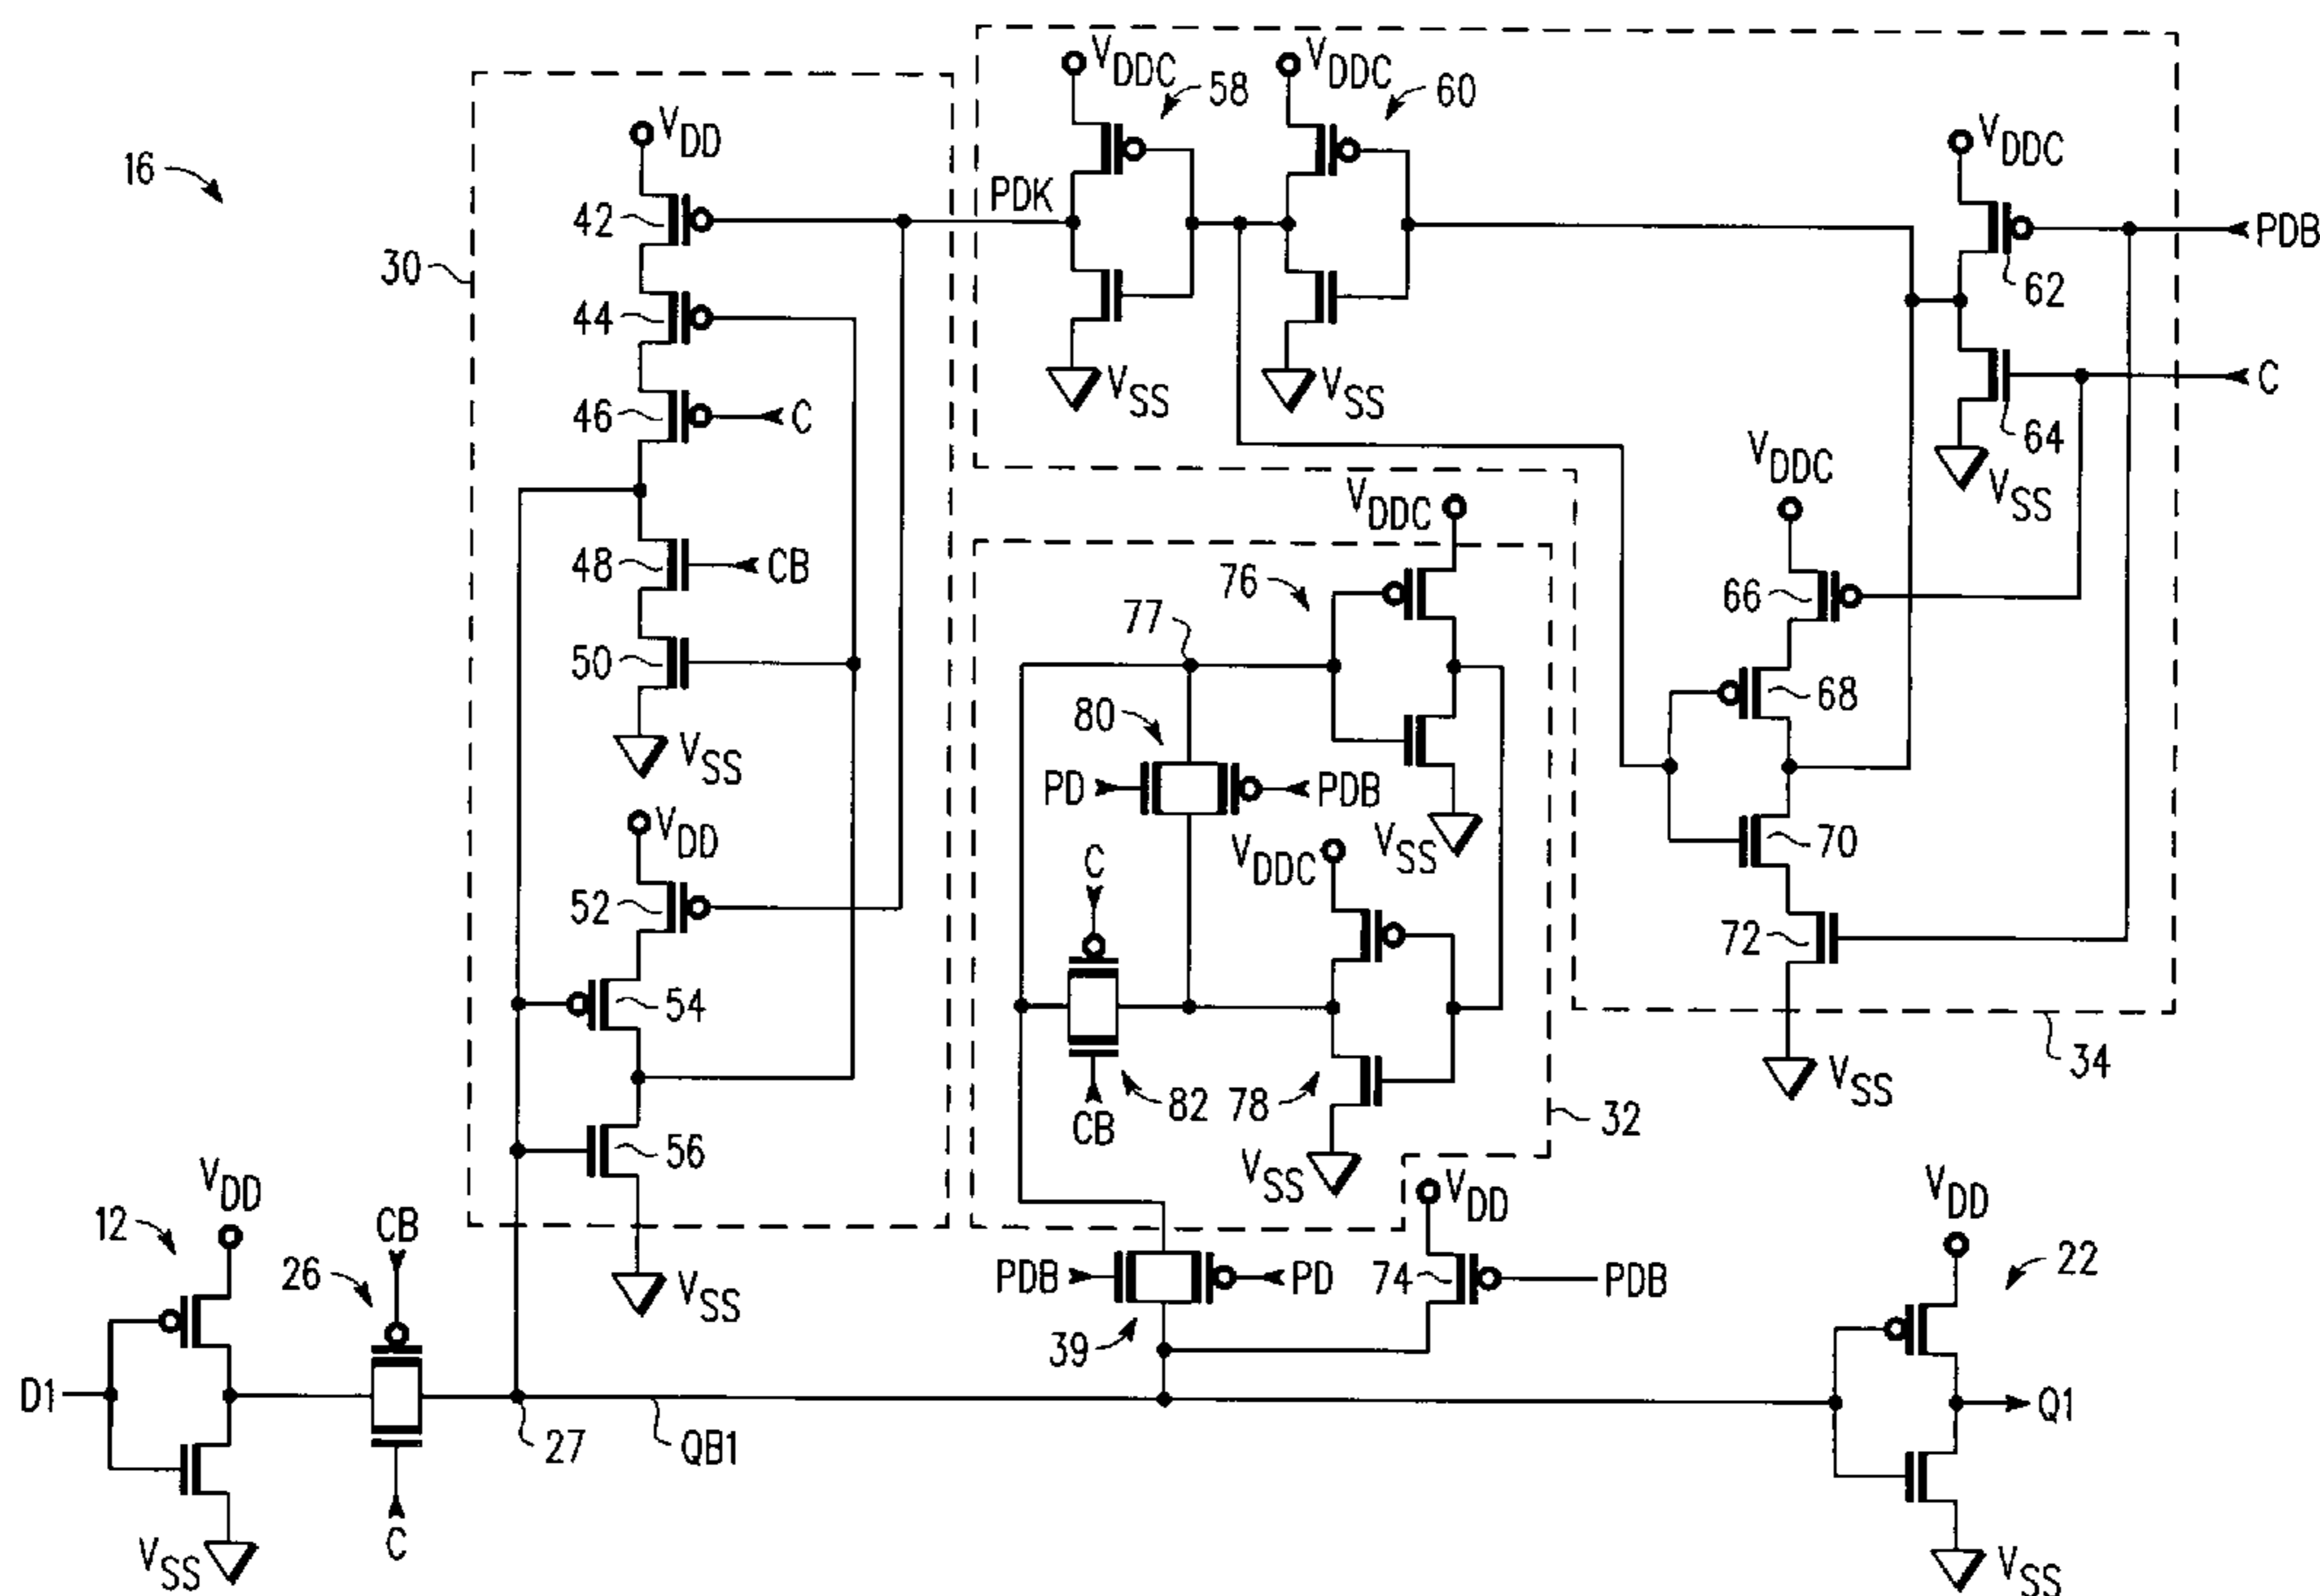 VDDC
58
VDDC
60
VDD
16
42
PDK
VDDC
PDB
30
62
44
46
C
VSS
VSS
C
64
VDDC
VSS
VDDC
48
CB
76
66
77
50
80
68
VSS
PD
PDB
VDD
VDDC
VSS
70
C
52
72
54
34
82
78
VSS
CB
32
56
VSS
VDD
VDD
VDD
12
CB
26
PDB
PD
74
PDB
22
VSS
39
D1
Q1
27
QB1
C
VSS
VSS